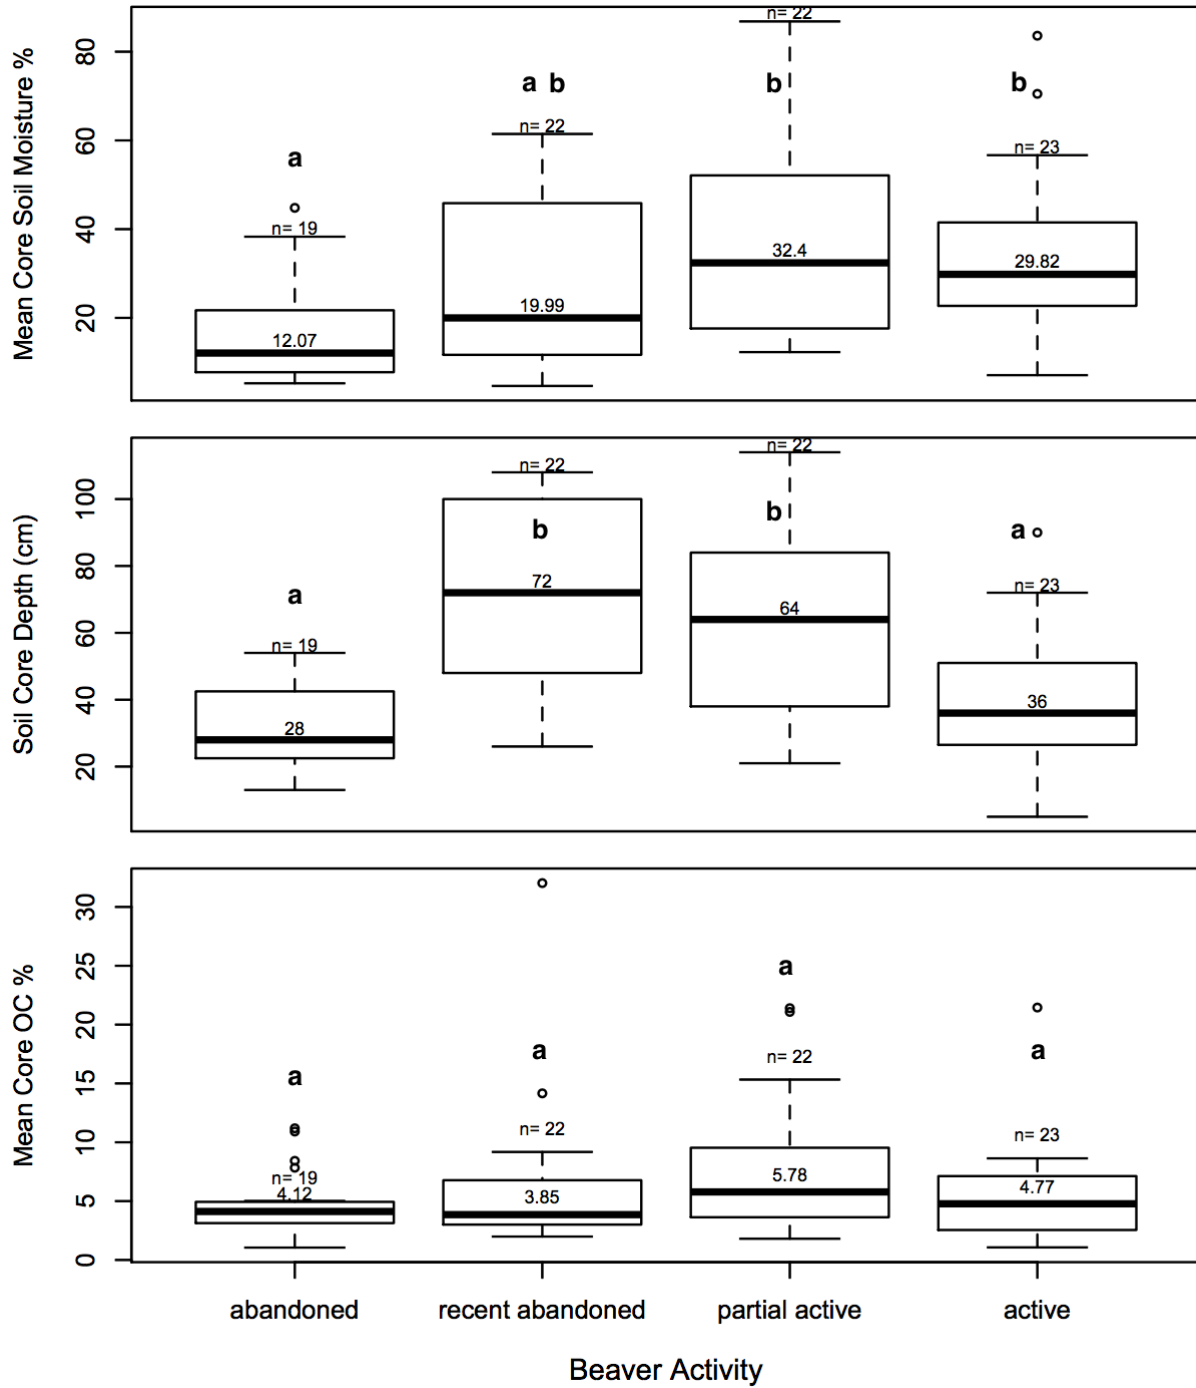 Mean Core Soil Moisture %
80
60
40
20
n= 22
a b
b
b
n= 22
n= 23
a
n= 19
32.4
29.82
19.99
12.07
Soil Core Depth (cm)
100
80
60
40
20
n= 22
n= 22
b
b
a
72
n= 23
a
64
n= 19
36
28
Mean Core OC %
30
25
20
15
10
5
0
a
n= 22
a
a
a
n= 22
n= 23
n= 19
5.78
4.77
4.12
3.85
abandoned recent abandoned partial active active
Beaver Activity